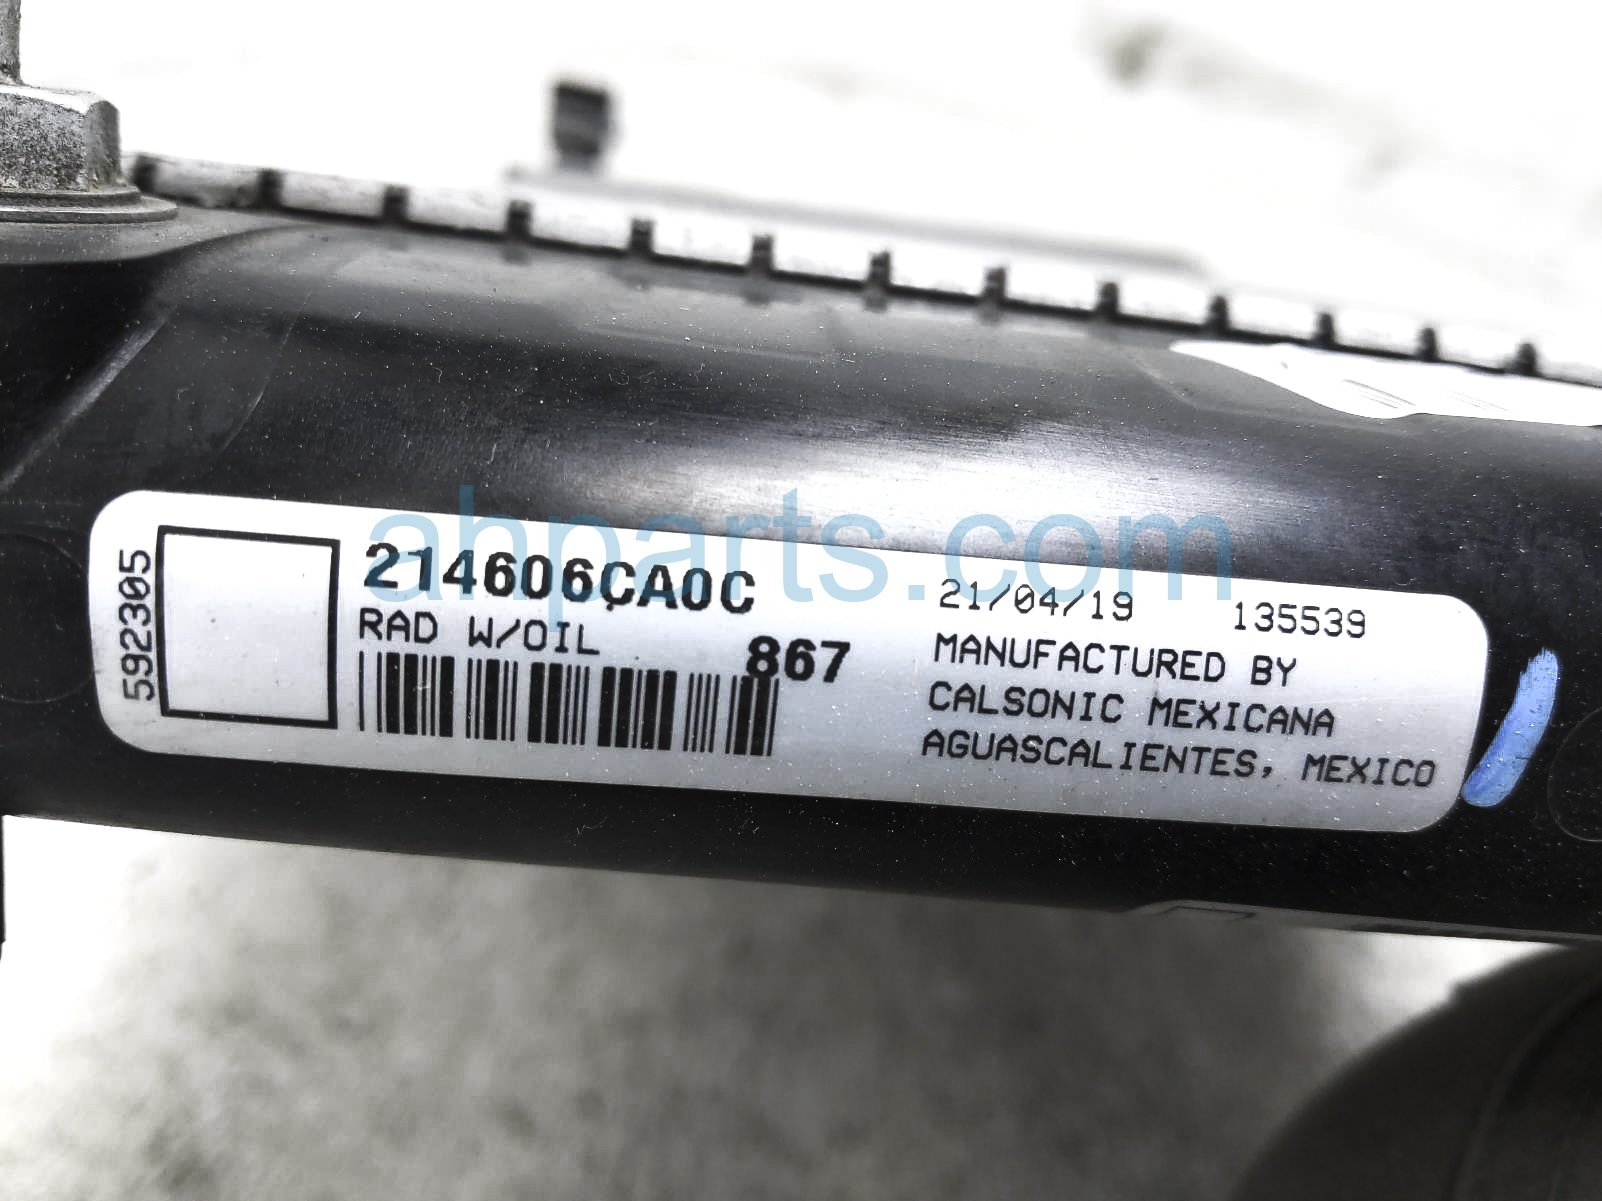 592305
214606CA0C
RAD W/OIL
867
21/04/19 135539
MANUFACTURED BY
CALSONIC MEXICANA
AGUASCALIENTES, MEXICO
ahparts.com